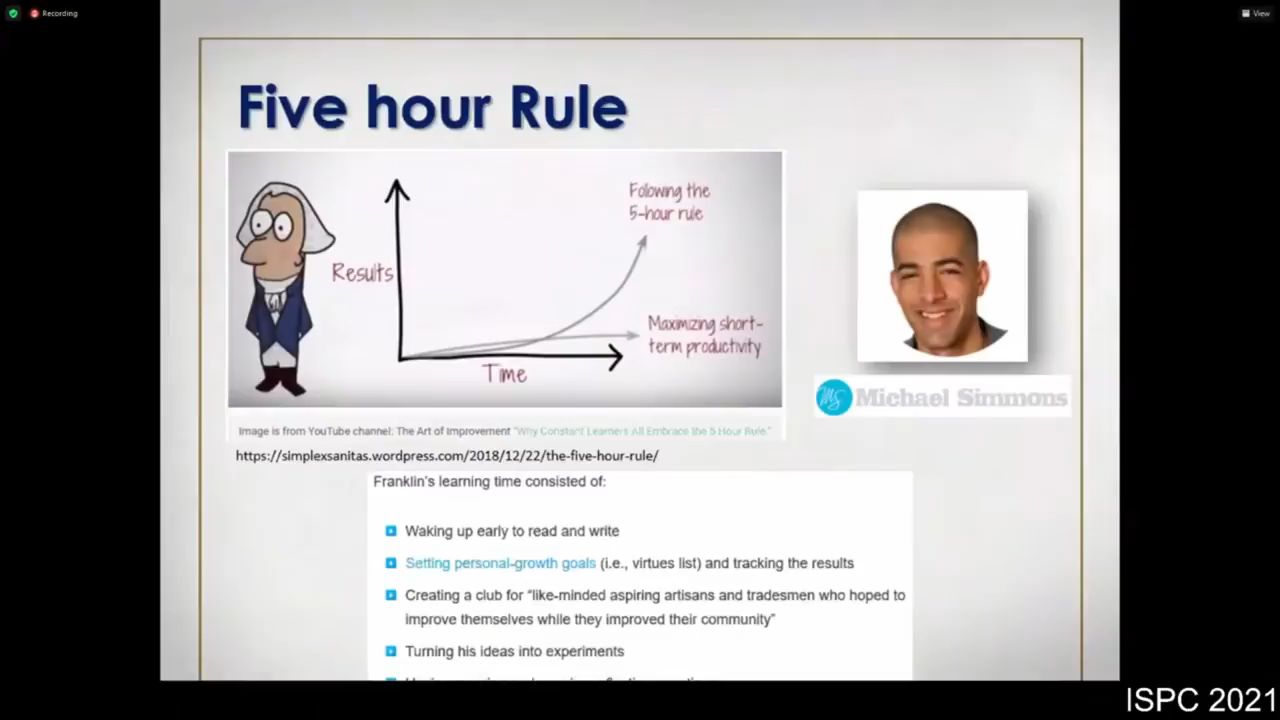 Recording
View
Five hour Rule
Following the
5-hour rule
Results
Maximizing short-
term productivity
Time
MS Michael Simmons
Image is from YouTube channel: The Art of Improvement "Why Constant Learners All Embrace the 5 Hour Rule."
https://simplexsanitas.wordpress.com/2018/12/22/the-five-hour-rule/
Franklin's learning time consisted of:
Waking up early to read and write
Setting personal-growth goals (i.e., virtues list) and tracking the results
Creating a club for "like-minded aspiring artisans and tradesmen who hoped to
improve themselves while they improved their community"
Turning his ideas into experiments
ISPC 2021